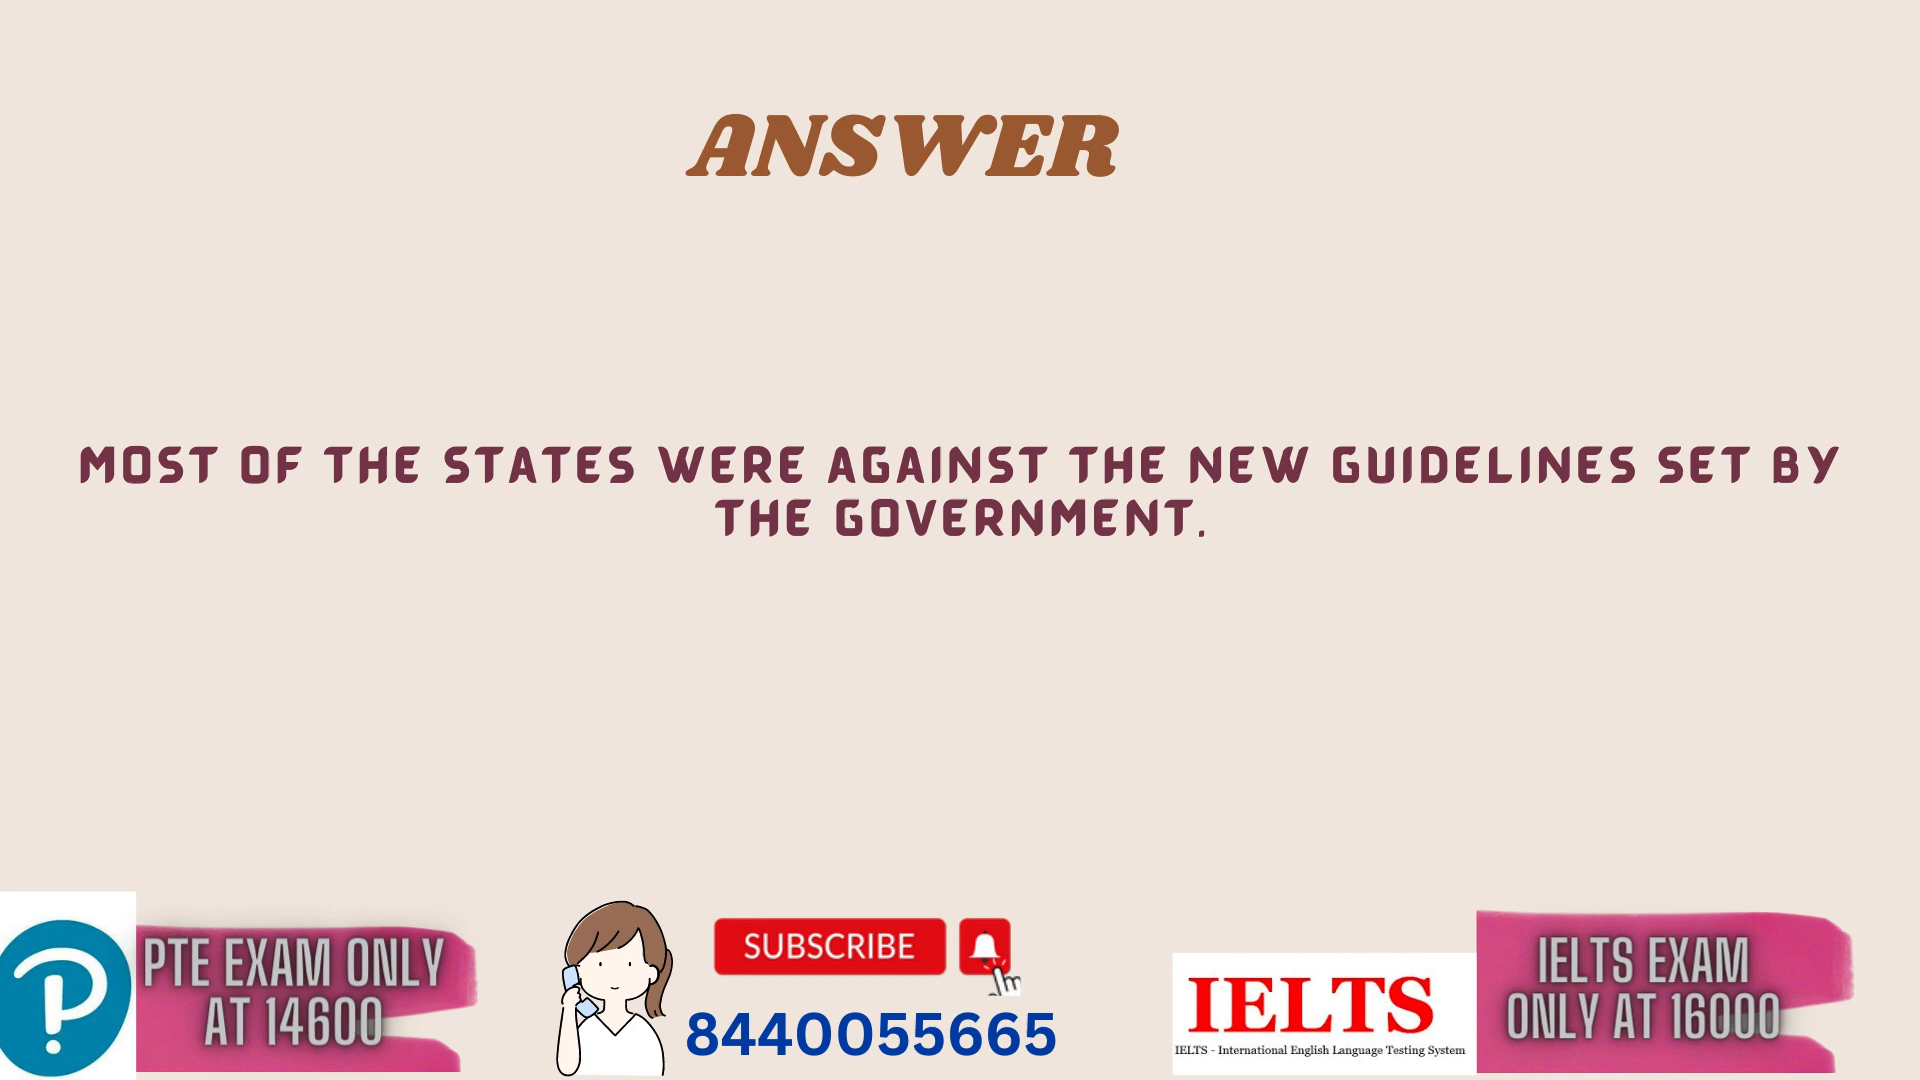 ANSWER
MOST OF THE STATES WERE AGAINST THE NEW GUIDELINES SET BY
THE GOVERNMENT.
PTE EXAM ONLY
AT 14600
SUBSCRIBE
8440055665
IELTS
IELTS - International English Language Testing System
IELTS EXAM
ONLY AT 16000